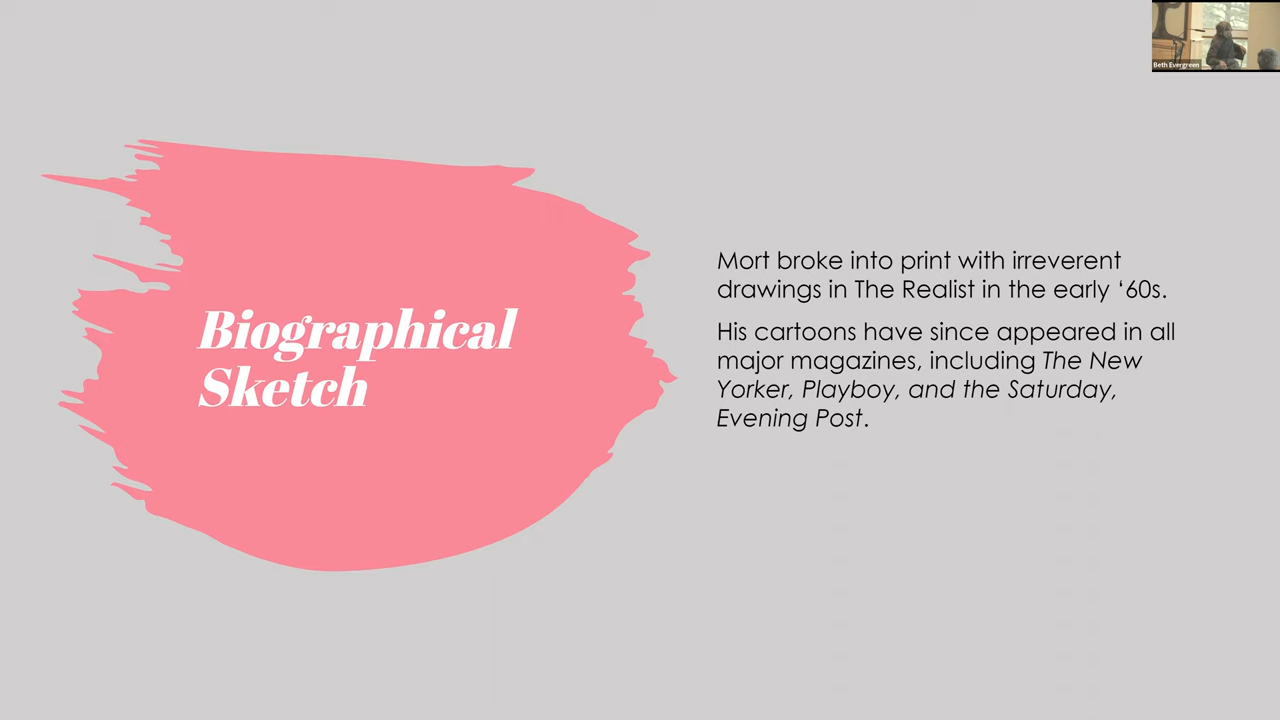 Beth Evergreen
Biographical
Sketch
Mort broke into print with irreverent
drawings in The Realist in the early ‘60s.
His cartoons have since appeared in all
major magazines, including The New
Yorker, Playboy, and the Saturday,
Evening Post.